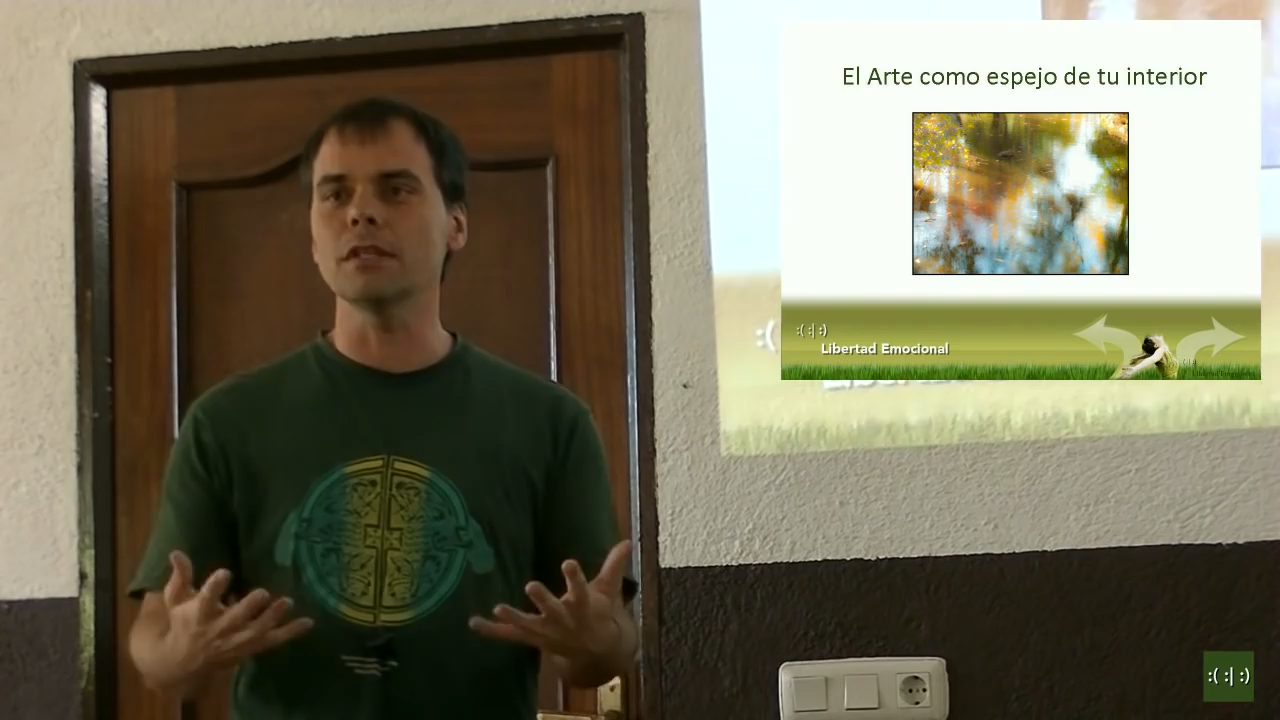 El Arte como espejo de tu interior
:( :| :)
Libertad Emocional
:( :| :)